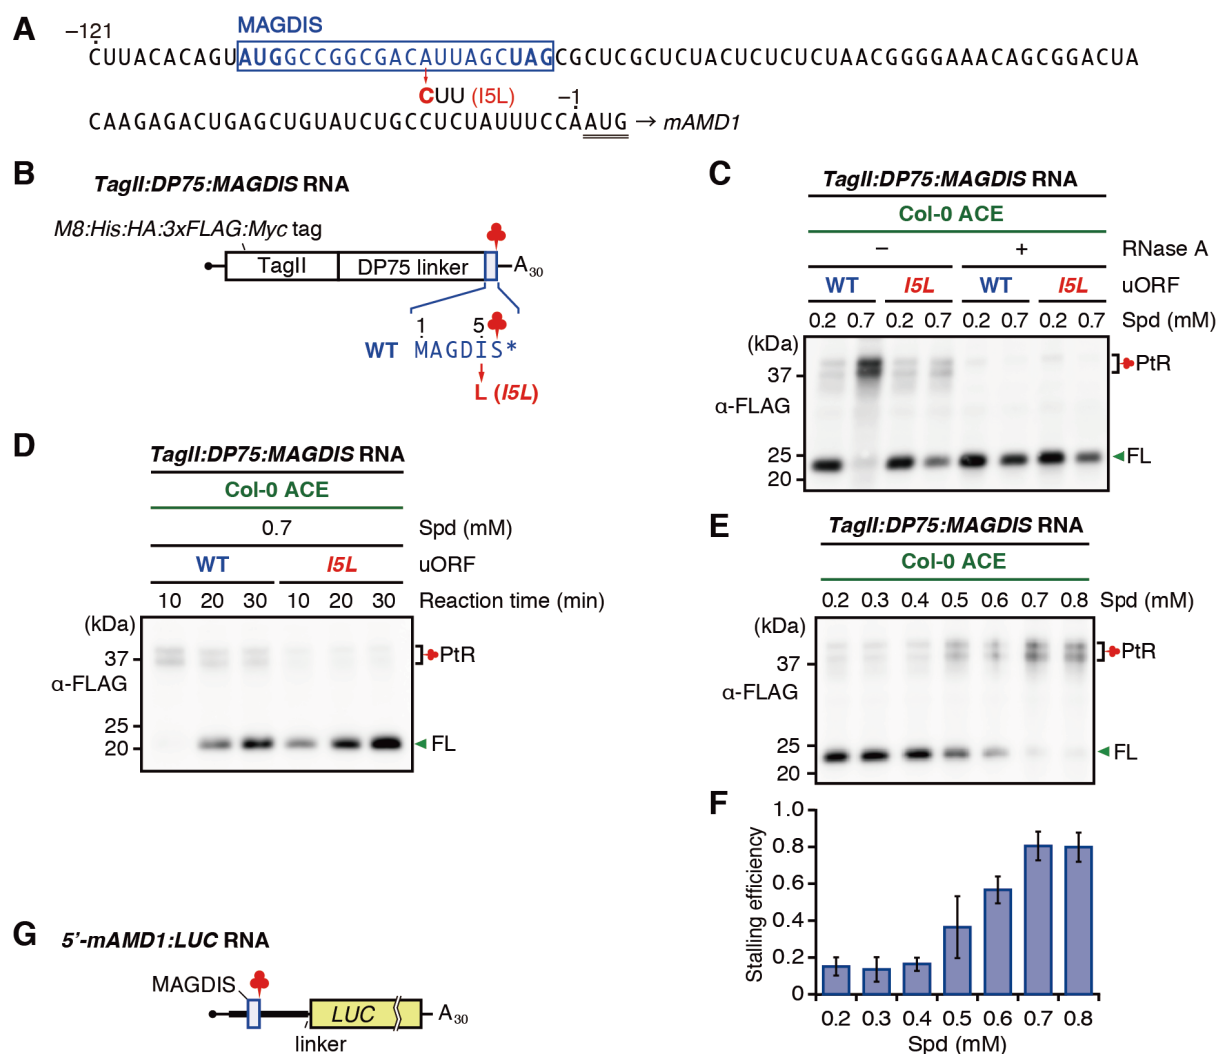 A
−121
MAGDIS
CUUACACAGUAUGGCCGGCGACAUUAGCUAGCGCUCGCUCUACUCUCUCUAACGGGGAAACAGCGGACUA
CUU (I5L)
−1
CAAGAGACUGAGCUGUAUCUGCCUCUAUUUCCAAUG → mAMD1
B
TagII:DP75:MAGDIS RNA
M8:His:HA:3xFLAG:Myc tag
TagII
DP75 linker
A30
1 5
WT MAGDIS*
L (I5L)
C
TagII:DP75:MAGDIS RNA
Col-0 ACE
− + RNase A
WT I5L WT I5L uORF
0.2 0.7 0.2 0.7 0.2 0.7 0.2 0.7 Spd (mM)
(kDa)
37
PtR
α-FLAG
25
FL
20
D
TagII:DP75:MAGDIS RNA
Col-0 ACE
0.7 Spd (mM)
WT I5L uORF
10 20 30 10 20 30 Reaction time (min)
(kDa)
37
PtR
α-FLAG
25
20
FL
E
TagII:DP75:MAGDIS RNA
Col-0 ACE
0.2 0.3 0.4 0.5 0.6 0.7 0.8 Spd (mM)
(kDa)
37
PtR
α-FLAG
25
FL
20
F
Stalling efficiency
1.0
0.8
0.6
0.4
0.2
0
0.2 0.3 0.4 0.5 0.6 0.7 0.8
Spd (mM)
G
5'-mAMD1:LUC RNA
MAGDIS
LUC
A30
linker